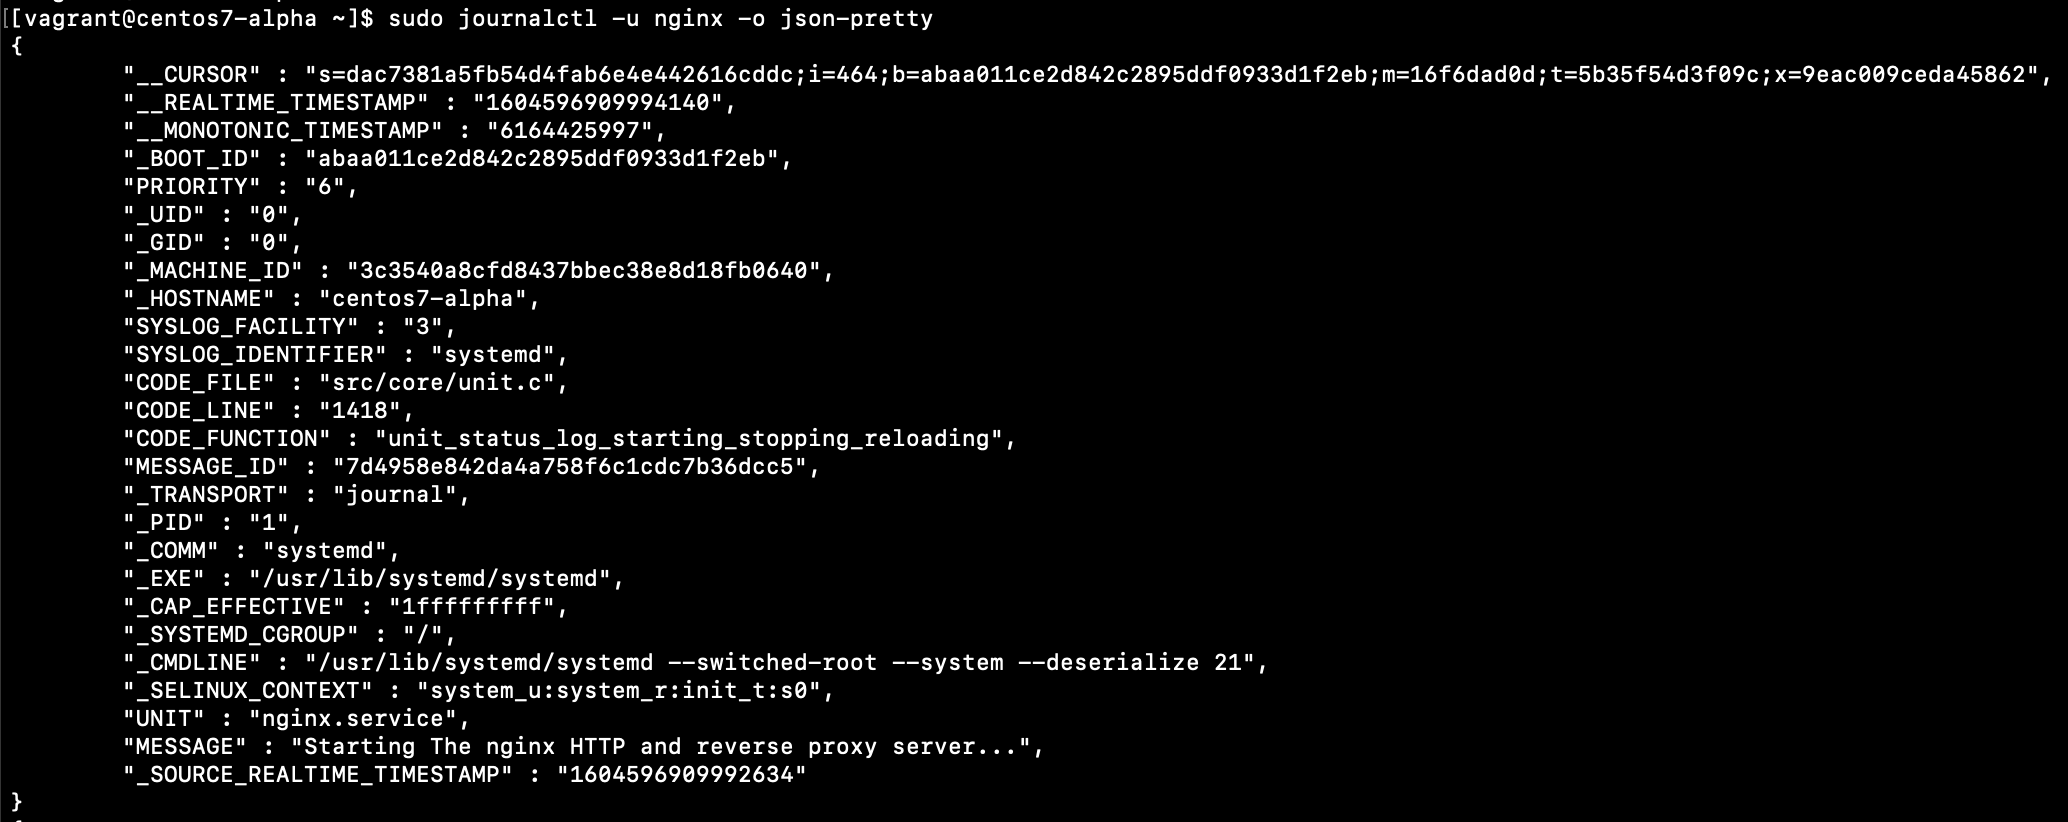 [[vagrant@centos7-alpha ~]$ sudo journalctl -u nginx -o json-pretty
{
"__CURSOR" : "s=dac7381a5fb54d4fab6e4e442616cddc;i=464;b=abaa011ce2d842c2895ddf0933d1f2eb;m=16f6dad0d;t=5b35f54d3f09c;x=9eac009ceda45862",
"__REALTIME_TIMESTAMP" : "1604596909994140",
"__MONOTONIC_TIMESTAMP" : "6164425997",
"_BOOT_ID" : "abaa011ce2d842c2895ddf0933d1f2eb",
"PRIORITY" : "6",
"_UID" : "0",
"_GID" : "0",
"_MACHINE_ID" : "3c3540a8cfd8437bbec38e8d18fb0640",
"_HOSTNAME" : "centos7-alpha",
"SYSLOG_FACILITY" : "3",
"SYSLOG_IDENTIFIER" : "systemd",
"CODE_FILE" : "src/core/unit.c",
"CODE_LINE" : "1418",
"CODE_FUNCTION" : "unit_status_log_starting_stopping_reloading",
"MESSAGE_ID" : "7d4958e842da4a758f6c1cdc7b36dcc5",
"_TRANSPORT" : "journal",
"_PID" : "1",
"_COMM" : "systemd",
"_EXE" : "/usr/lib/systemd/systemd",
"_CAP_EFFECTIVE" : "1fffffffff",
"_SYSTEMD_CGROUP" : "/",
"_CMDLINE" : "/usr/lib/systemd/systemd --switched-root --system --deserialize 21",
"_SELINUX_CONTEXT" : "system_u:system_r:init_t:s0",
"UNIT" : "nginx.service",
"MESSAGE" : "Starting The nginx HTTP and reverse proxy server...",
"_SOURCE_REALTIME_TIMESTAMP" : "1604596909992634"
}